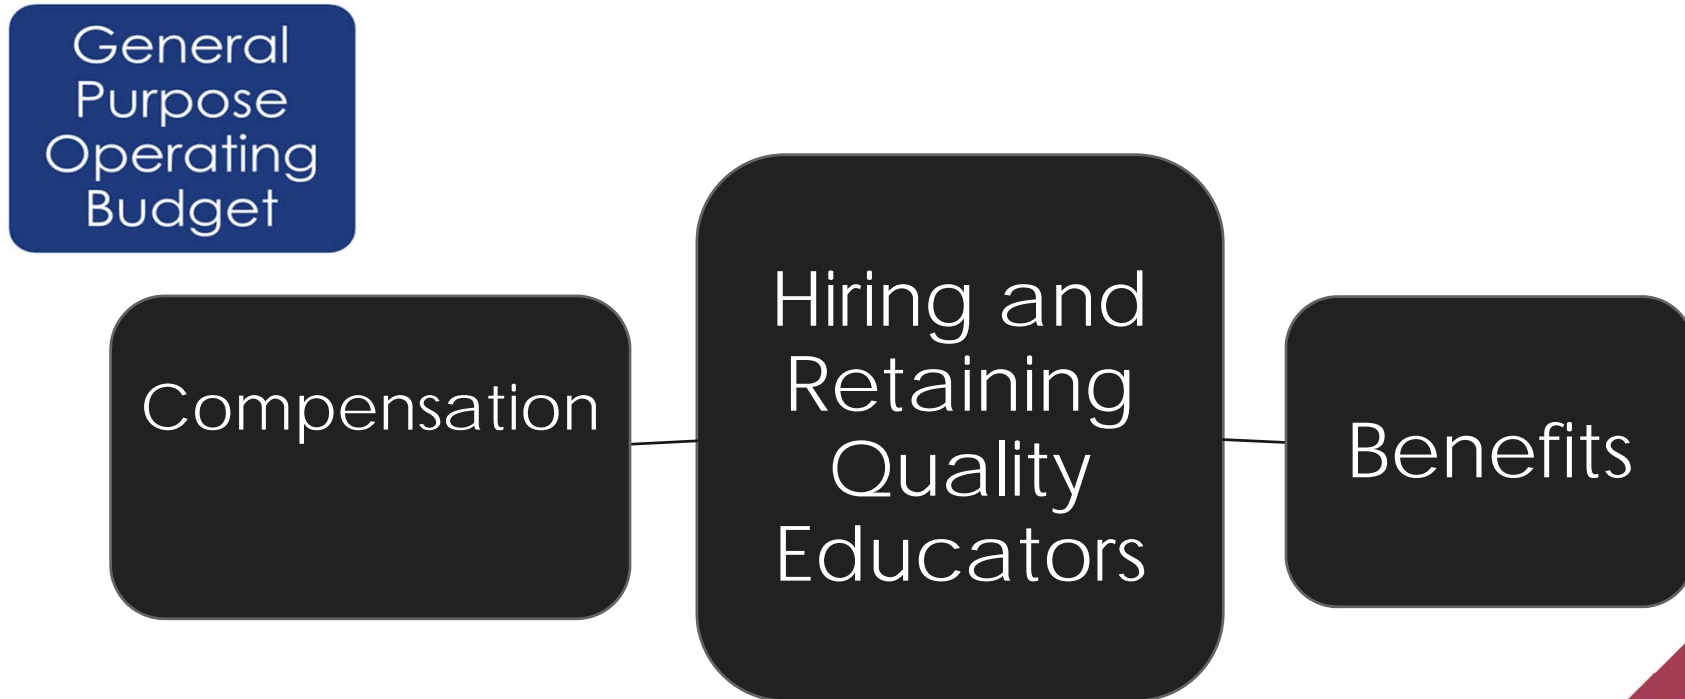 General
Purpose
Operating
Budget
Compensation
Hiring and
Retaining
Quality
Educators
Benefits